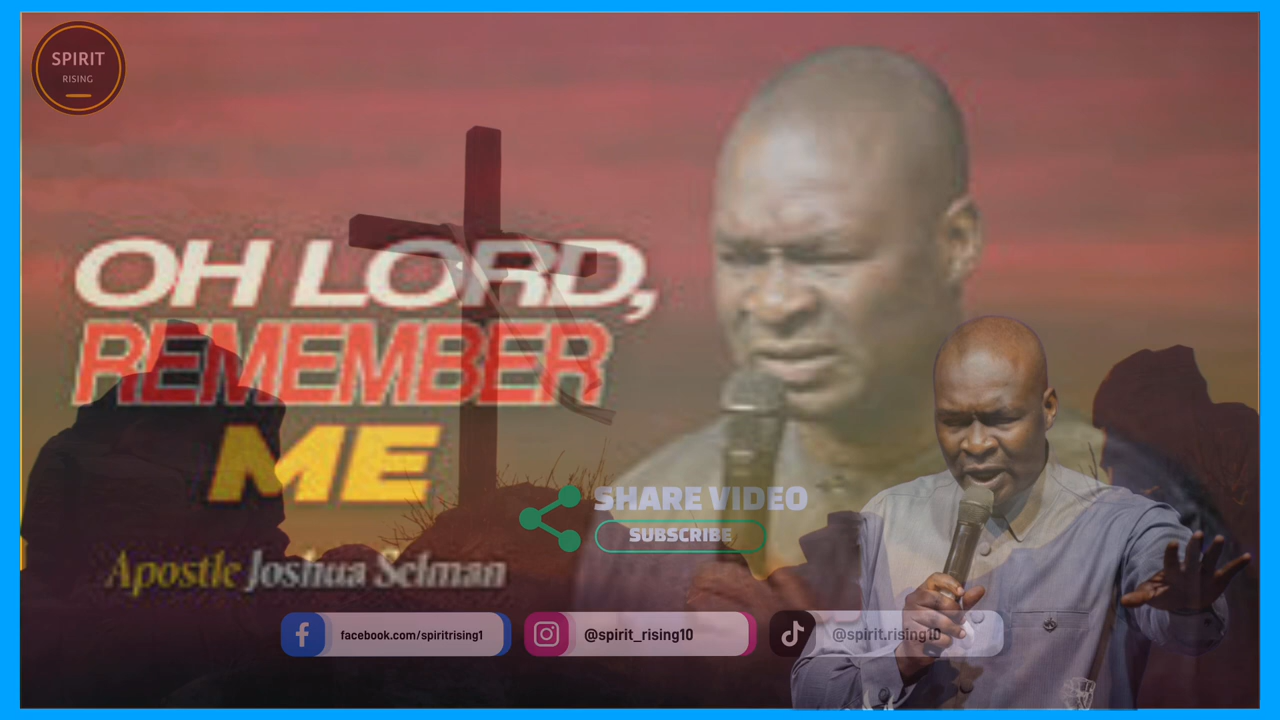 SPIRIT
RISING
OH LORD,
REMEMBER
ME
SHARE VIDEO
SUBSCRIBE
Apostle Joshua Selman
facebook.com/spiritrising1
@spirit_rising10
@spirit.rising10